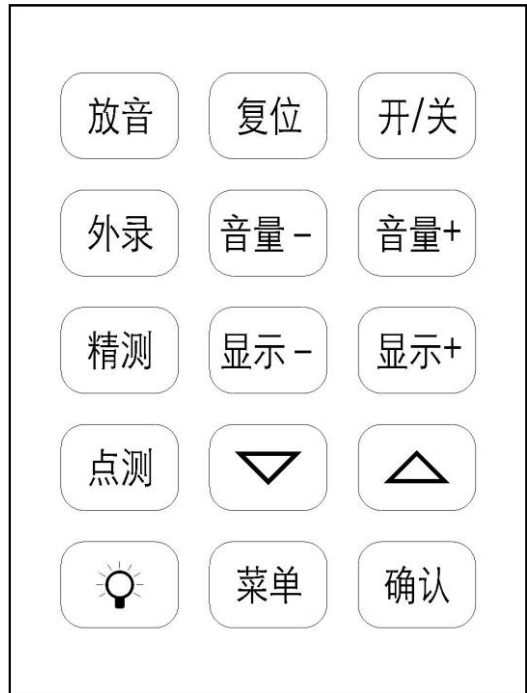 放音 复位 开/关
外录 音量- 音量+
精测 显示- 显示+
点测
菜单 确认